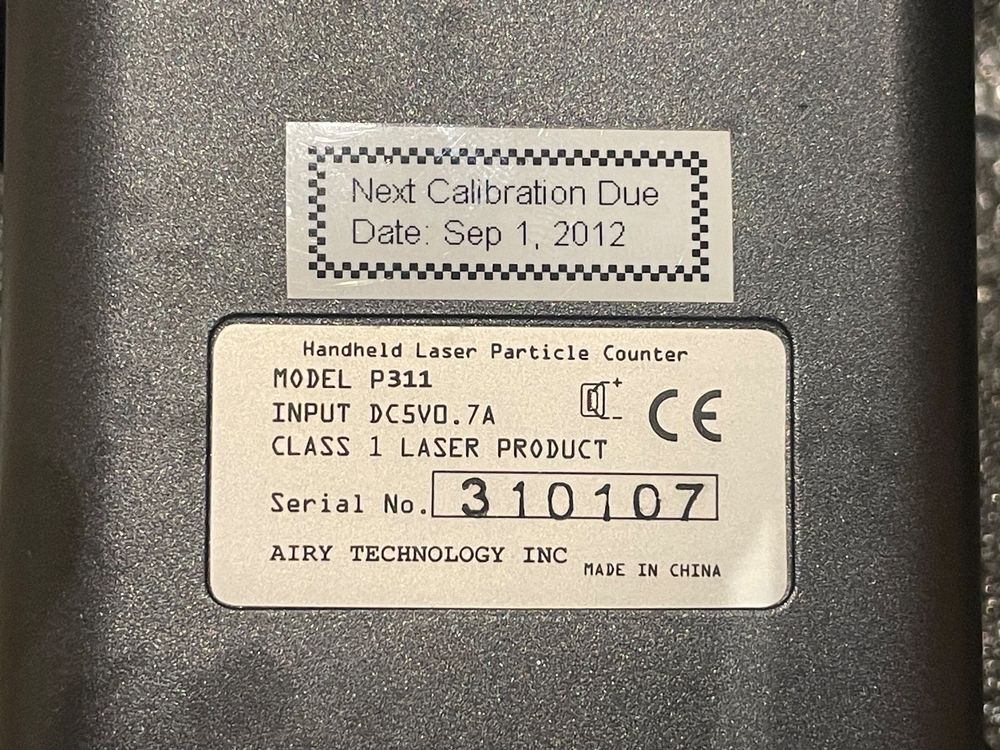 Next Calibration Due
Date: Sep 1, 2012
Handheld Laser Particle Counter
MODEL P311
INPUT DC5V0.7A
+
-
CE
CLASS 1 LASER PRODUCT
Serial No. 310107
AIRY TECHNOLOGY INC
MADE IN CHINA